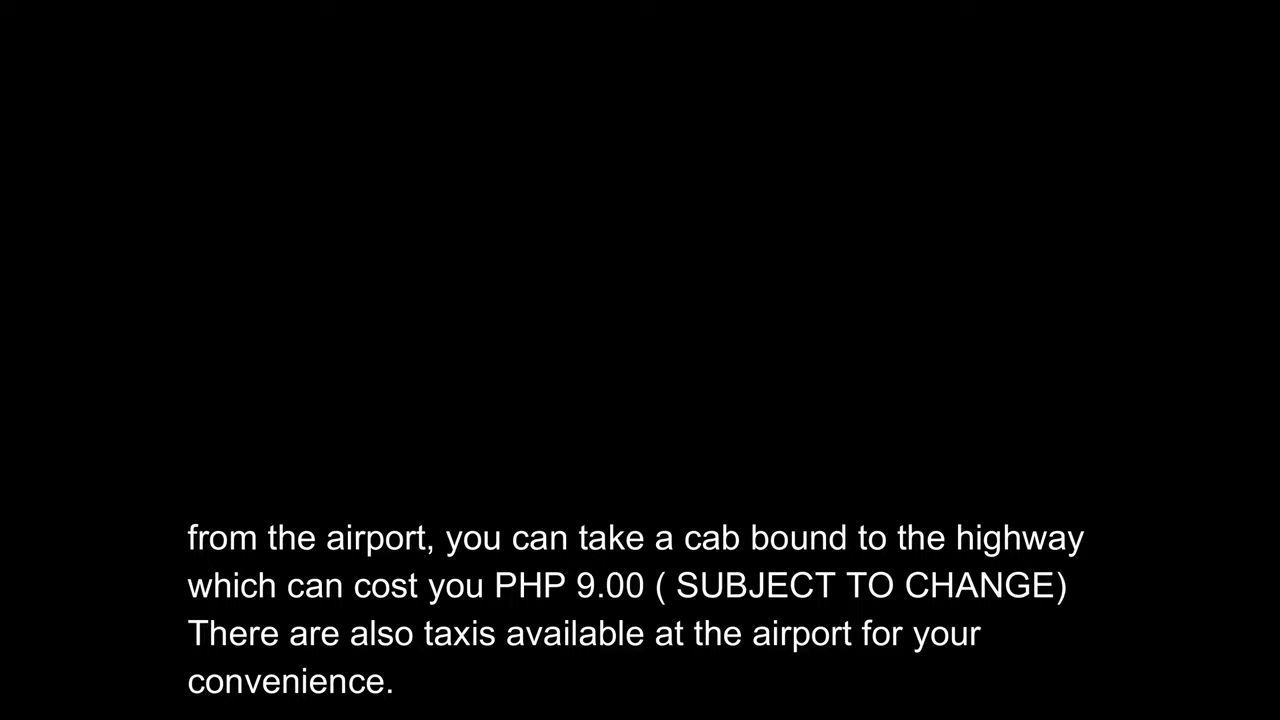 from the airport, you can take a cab bound to the highway
which can cost you PHP 9.00 ( SUBJECT TO CHANGE)
There are also taxis available at the airport for your
convenience.